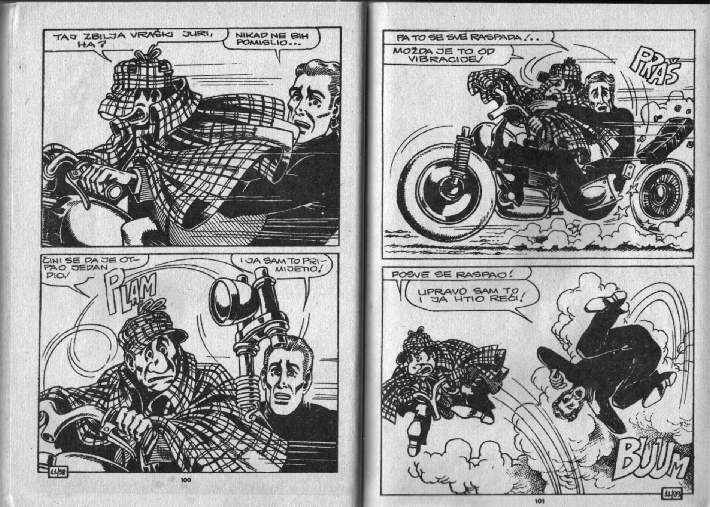 TAJ ZBILJA VRAŠKI JURI,
HA?
NIKAD NE BIH
POMISLIO...
ČINI SE DA JE OT-
PAO JEDAN
DIO!
I JA SAM TO PRI-
MIJETIO!
PLAM
100
PA TO SE SVE RASPADA!...
MOŽDA JE TO OD
VIBRACIJE!
PRAŠ
POSVE SE RASPAO!
UPRAVO SAM TO
I JA HTIO REĆI!
BUUM
101